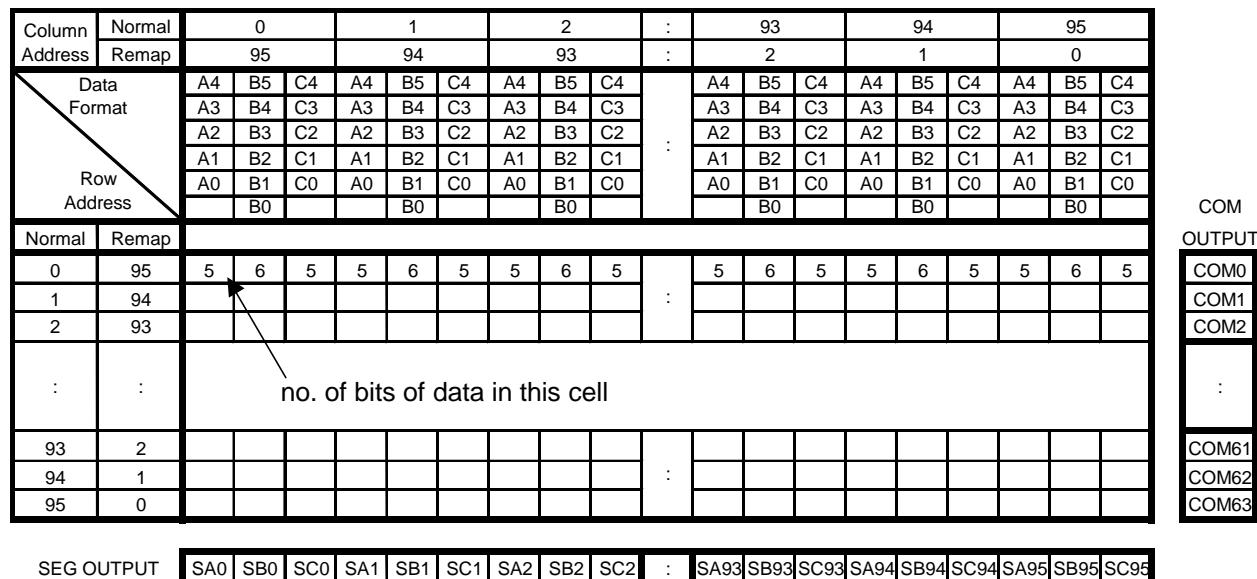 Column Address Normal 0 1 2 : 93 94 95
Remap 95 94 93 : 2 1 0
Data Format A4 B5 C4 A4 B5 C4 A4 B5 C4 A4 B5 C4 A4 B5 C4 A4 B5 C4
A3 B4 C3 A3 B4 C3 A3 B4 C3 A3 B4 C3 A3 B4 C3 A3 B4 C3
A2 B3 C2 A2 B3 C2 A2 B3 C2 : A2 B3 C2 A2 B3 C2 A2 B3 C2
A1 B2 C1 A1 B2 C1 A1 B2 C1 A1 B2 C1 A1 B2 C1 A1 B2 C1
Row Address A0 B1 C0 A0 B1 C0 A0 B1 C0 A0 B1 C0 A0 B1 C0 A0 B1 C0
B0 B0 B0 B0 B0 B0 COM
Normal Remap OUTPUT
0 95 5 6 5 5 6 5 5 6 5 5 6 5 5 6 5 5 6 5 COM0
1 94 : COM1
2 93 COM2
: : no. of bits of data in this cell :
93 2 COM61
94 1 : COM62
95 0 COM63
SEG OUTPUT SA0 SB0 SC0 SA1 SB1 SC1 SA2 SB2 SC2 : SA93 SB93 SC93 SA94 SB94 SC94 SA95 SB95 SC95